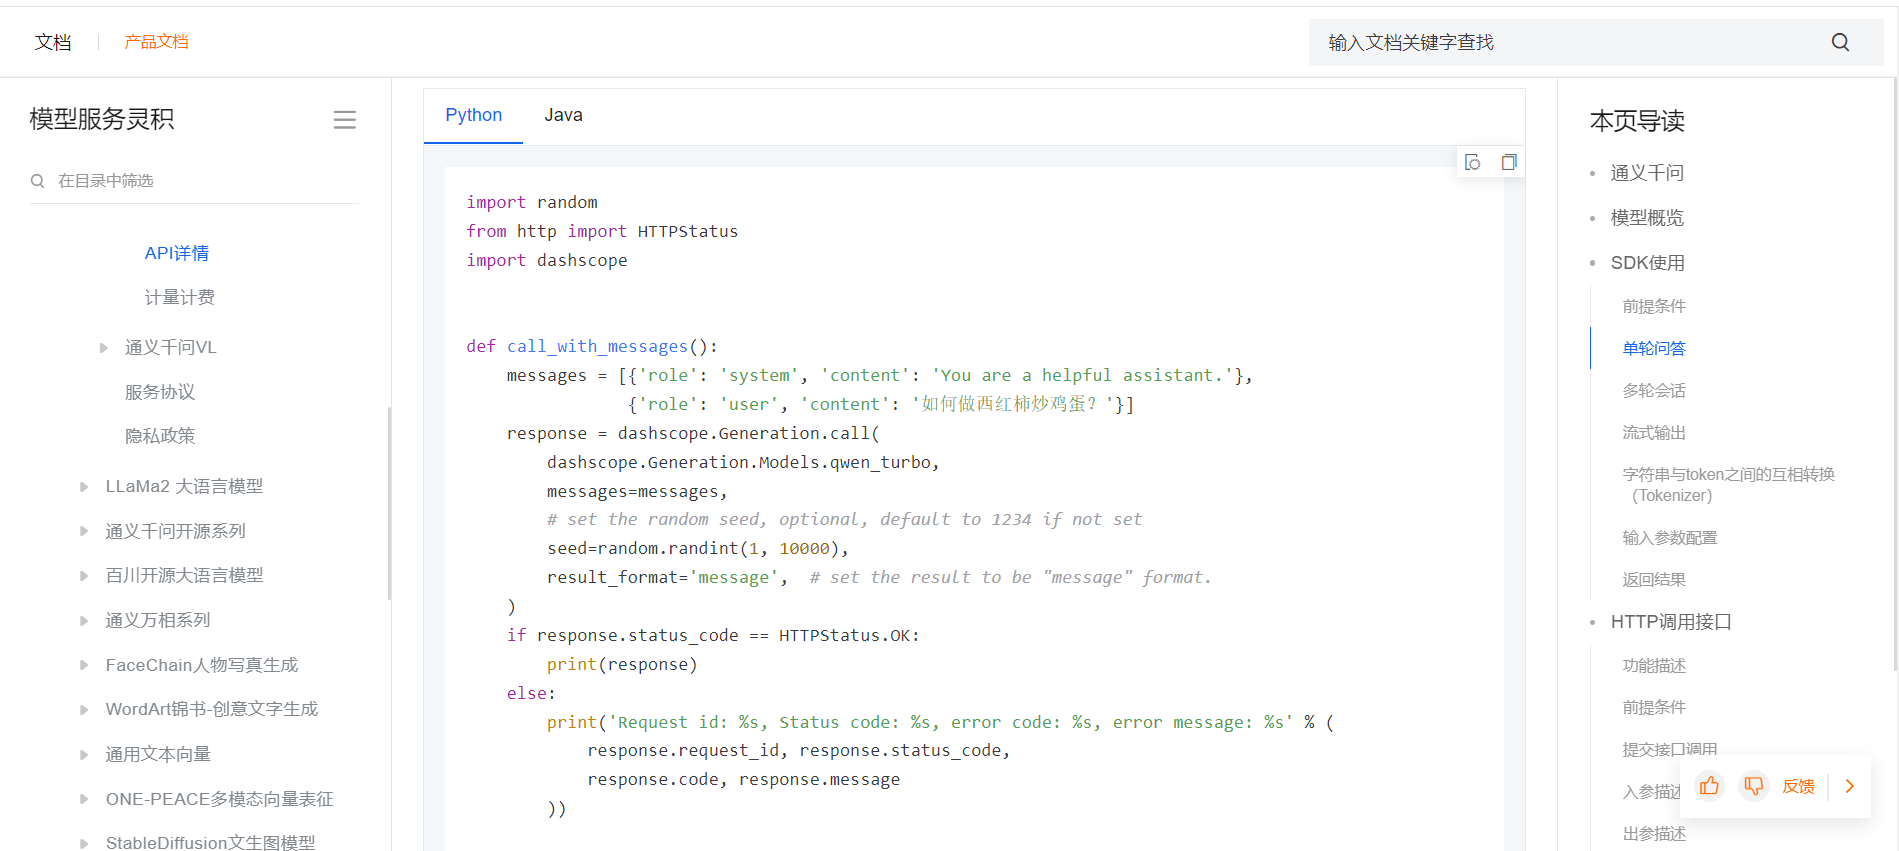 文档
产品文档
输入文档关键字查找
模型服务灵积
在目录中筛选
API详情
计量计费
通义千问VL
服务协议
隐私政策
LLaMa2 大语言模型
通义千问开源系列
百川开源大语言模型
通义万相系列
FaceChain人物写真生成
WordArt锦书-创意文字生成
通用文本向量
ONE-PEACE多模态向量表征
StableDiffusion文生图模型
Python
Java
import random
from http import HTTPStatus
import dashscope
def call_with_messages():
    messages = [{'role': 'system', 'content': 'You are a helpful assistant.'},
                {'role': 'user', 'content': '如何做西红柿炒鸡蛋？'}]
    response = dashscope.Generation.call(
        dashscope.Generation.Models.qwen_turbo,
        messages=messages,
        # set the random seed, optional, default to 1234 if not set
        seed=random.randint(1, 10000),
        result_format='message',  # set the result to be "message" format.
    )
    if response.status_code == HTTPStatus.OK:
        print(response)
    else:
        print('Request id: %s, Status code: %s, error code: %s, error message: %s' % (
            response.request_id, response.status_code,
            response.code, response.message
        ))
本页导读
通义千问
模型概览
SDK使用
前提条件
单轮问答
多轮会话
流式输出
字符串与token之间的互相转换
（Tokenizer）
输入参数配置
返回结果
HTTP调用接口
功能描述
前提条件
提交接口调用
入参描述
出参描述
反馈